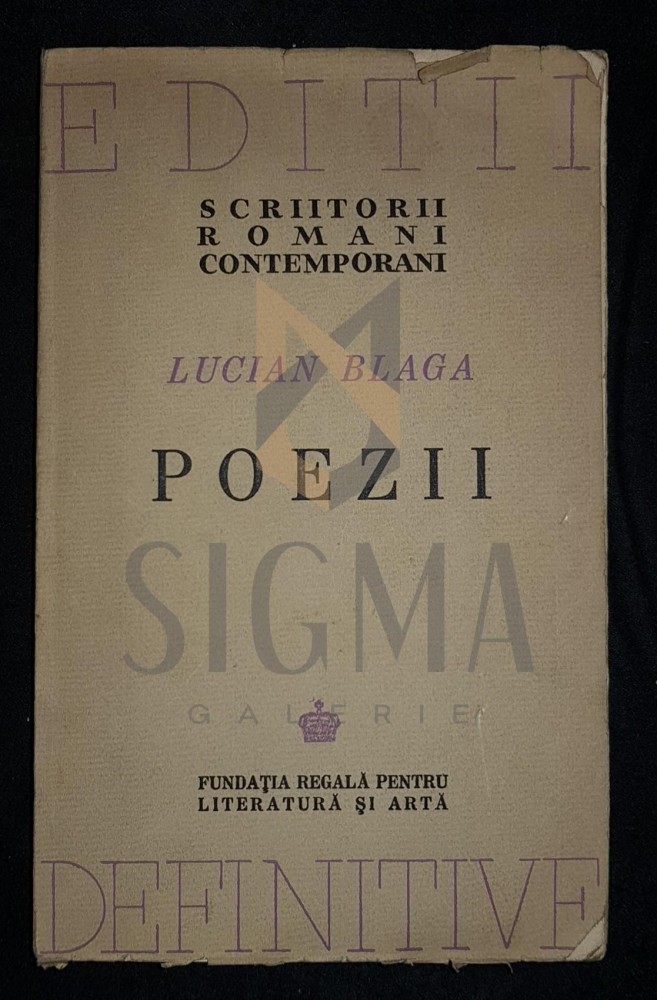 EDITII
SCRIITORII
ROMANI
CONTEMPORANI
LUCIAN BLAGA
POEZII
SIGMA
GALERIE
FUNDAŢIA REGALĂ PENTRU
LITERATURĂ ŞI ARTĂ
DEFINITIVE